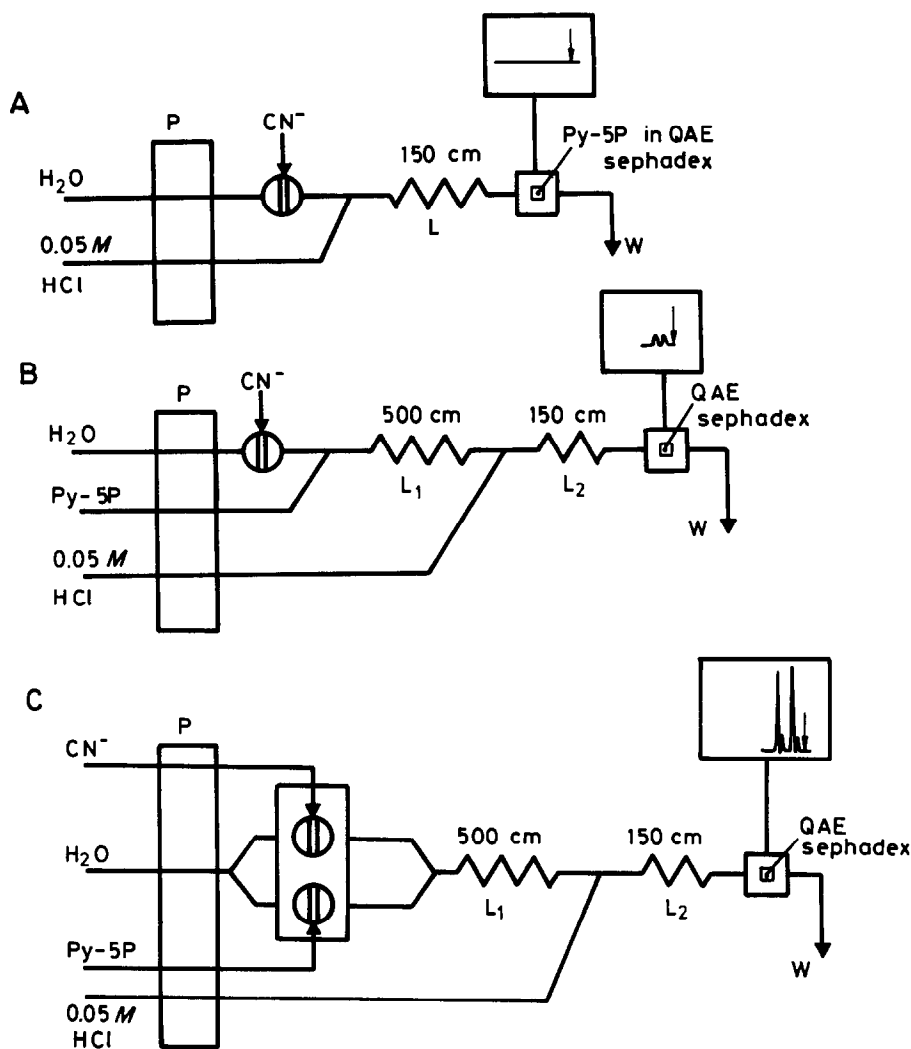 A
P
CN⁻
H₂O
0.05 M
HCl
150 cm
L
Py-5P in QAE
sephadex
W
B
P
CN⁻
H₂O
Py-5P
0.05 M
HCl
500 cm
L₁
150 cm
L₂
QAE
sephadex
W
C
P
CN⁻
H₂O
Py-5P
0.05 M
HCl
500 cm
L₁
150 cm
L₂
QAE
sephadex
W